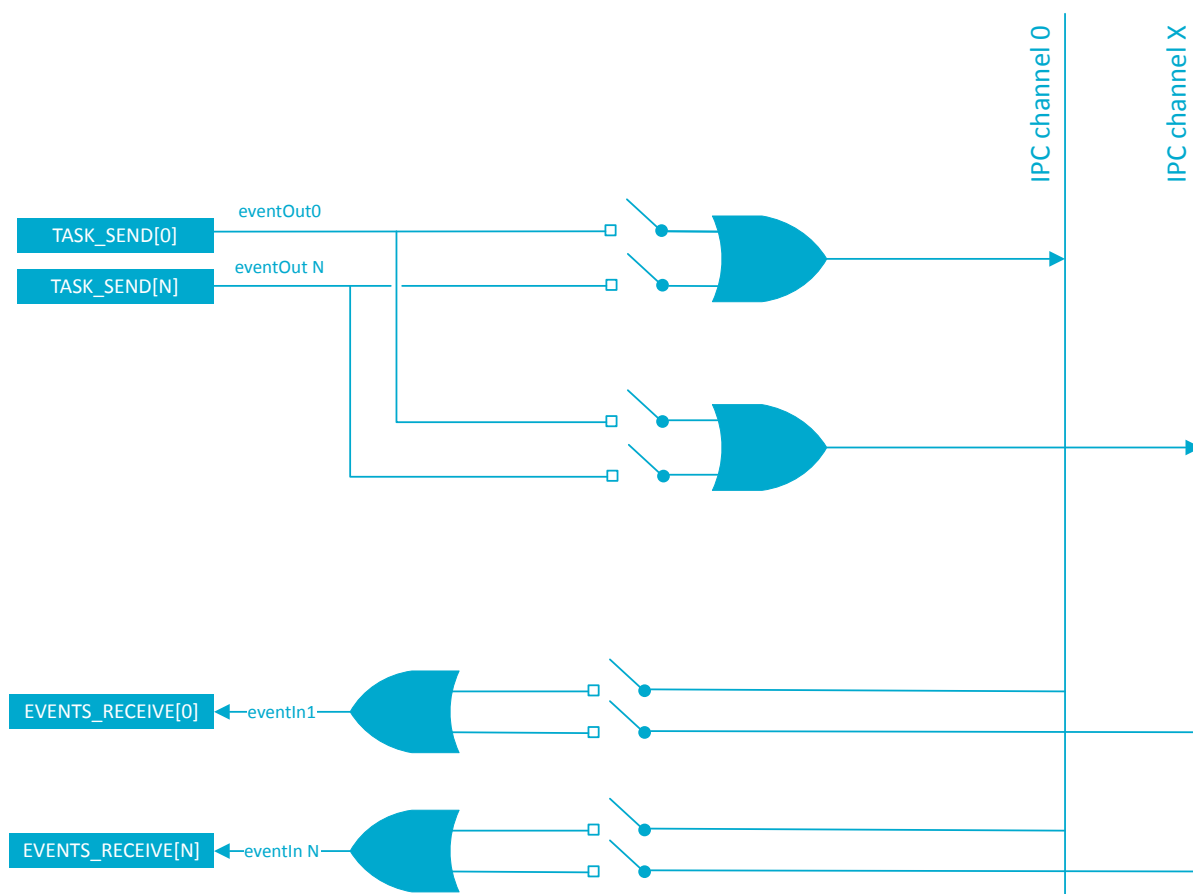 IPC channel 0
IPC channel X
eventOut0
TASK_SEND[0]
eventOut N
TASK_SEND[N]
EVENTS_RECEIVE[0]
eventIn1
EVENTS_RECEIVE[N]
eventIn N